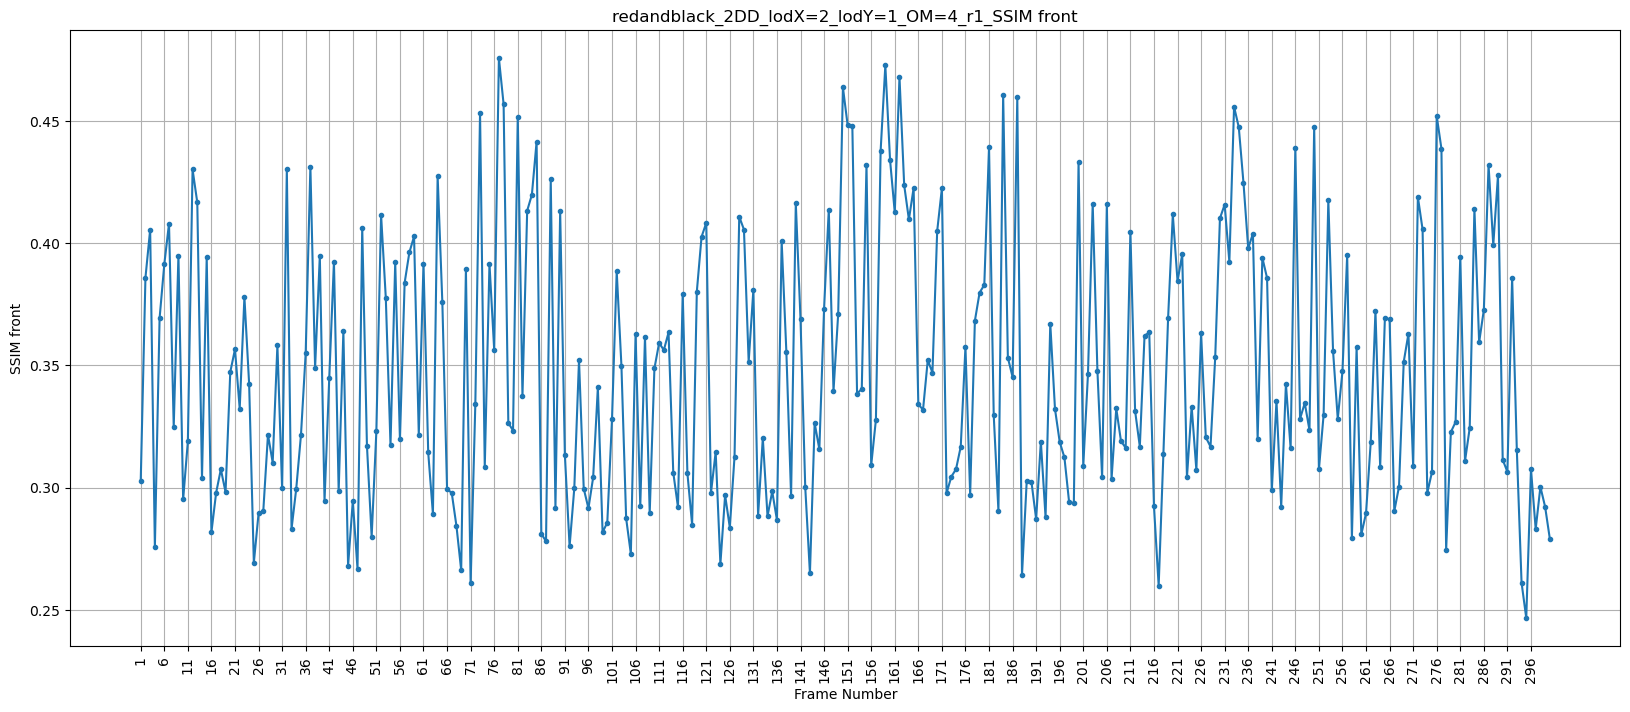 redandblack_2DD_lodX=2_lodY=1_OM=4_r1_SSIM front
SSIM front
0.45
0.40
0.35
0.30
0.25
1 6 11 16 21 26 31 36 41 46 51 56 61 66 71 76 81 86 91 96 101 106 111 116 121 126 131 136 141 146 151 156 161 166 171 176 181 186 191 196 201 206 211 216 221 226 231 236 241 246 251 256 261 266 271 276 281 286 291 296
Frame Number